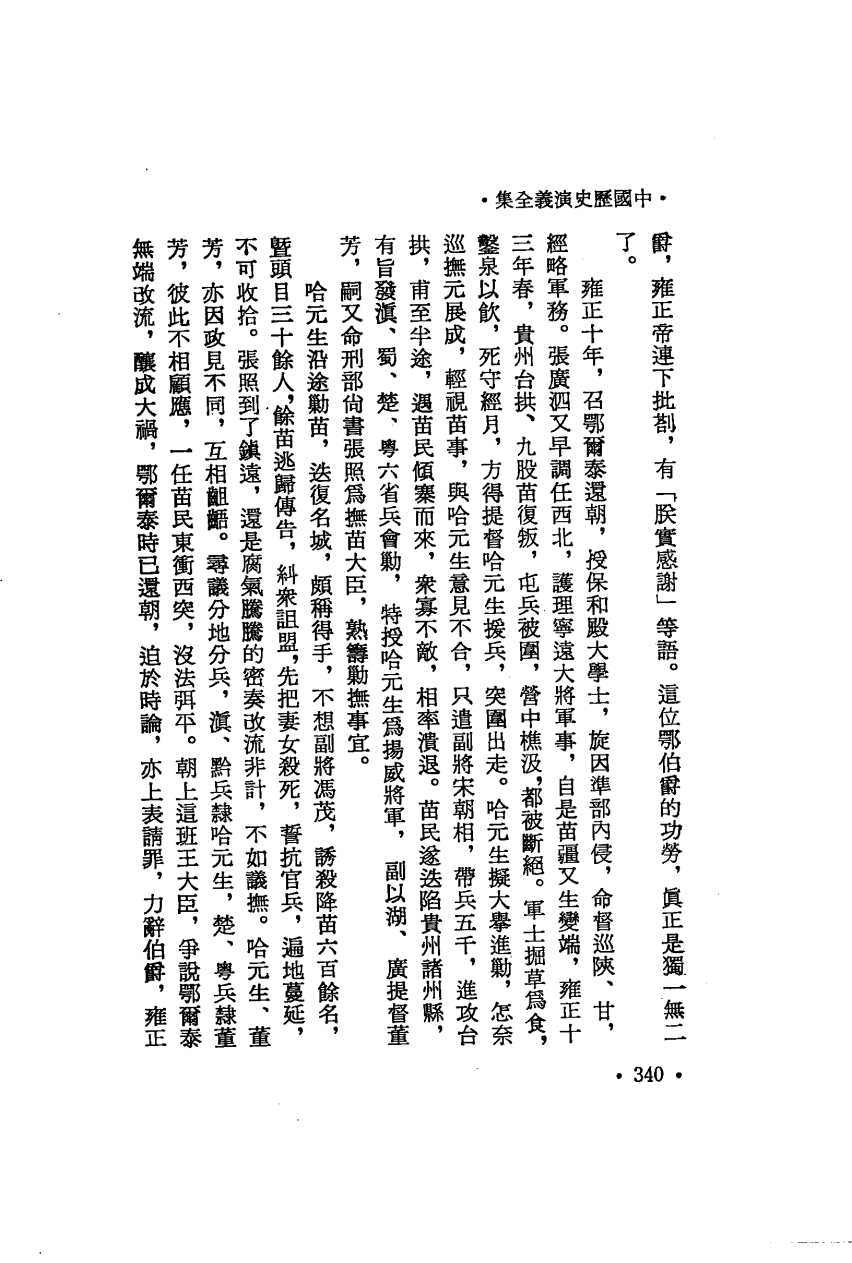 •中國歷史演義全集•
爵，雍正帝連下批劄，有「朕實感謝」等語。這位鄂伯爵的功勞，眞正是獨一無二
了。
雍正十年，召鄂爾泰還朝，授保和殿大學士，旋因準部內侵，命督巡陝、甘，
經略軍務。張廣泗又早調任西北，護理寧遠大將軍事，自是苗疆又生變端，雍正十
三年春，貴州台拱、九股苗復叛，屯兵被圍，營中樵汲，都被斷絕。軍士掘草爲食，
鑿泉以飲，死守經月，方得提督哈元生援兵，突圍出走。哈元生擬大舉進勦，怎奈
巡撫元展成，輕視苗事，與哈元生意見不合，只遣副將宋朝相，帶兵五千，進攻台
拱，甫至半途，遇苗民傾寨而來，衆寡不敵，相率潰退。苗民遂迭陷貴州諸州縣，
有旨發滇、蜀、楚、粵六省兵會勦，特授哈元生爲揚威將軍，副以湖、廣提督董
芳，嗣又命刑部尙書張照爲撫苗大臣，熟籌勦撫事宜。
哈元生沿途勦苗，迭復名城，頗稱得手，不想副將馮茂，誘殺降苗六百餘名，
曁頭目三十餘人，餘苗逃歸傳告，糾衆詛盟，先把妻女殺死，誓抗官兵，遍地蔓延，
不可收拾。張照到了鎭遠，還是腐氣騰騰的密奏改流非計，不如議撫。哈元生、董
芳，亦因政見不同，互相齟齬。尋議分地分兵，滇、黔兵隸哈元生，楚、粵兵隸董
芳，彼此不相顧應，一任苗民東衝西突，沒法弭平。朝上這班王大臣，爭說鄂爾泰
無端改流，釀成大禍，鄂爾泰時已還朝，迫於時論，亦上表請罪，力辭伯爵，雍正
•340•